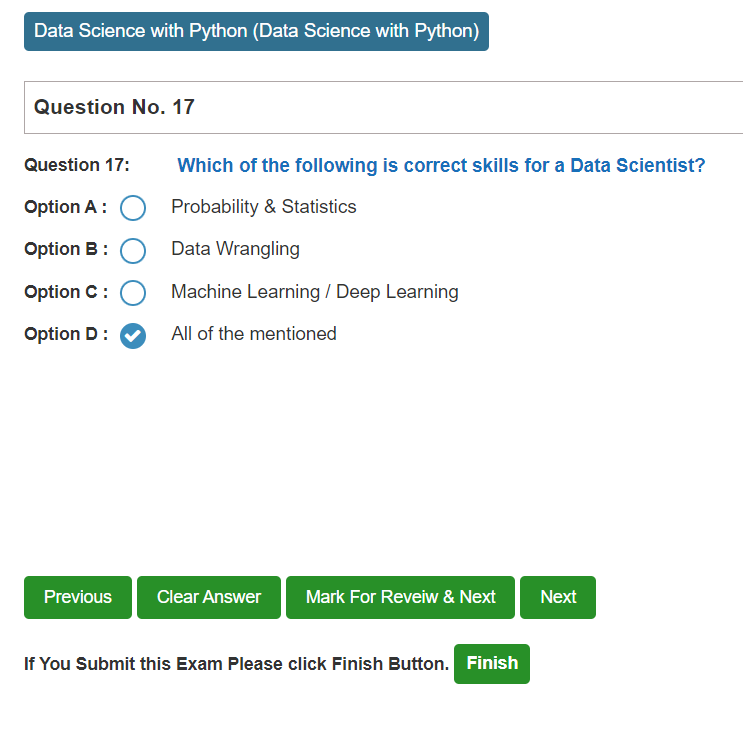 Data Science with Python (Data Science with Python)
Question No. 17
Question 17: Which of the following is correct skills for a Data Scientist?
Option A : Probability & Statistics
Option B : Data Wrangling
Option C : Machine Learning / Deep Learning
Option D : All of the mentioned
Previous Clear Answer Mark For Reveiw & Next Next
If You Submit this Exam Please click Finish Button. Finish